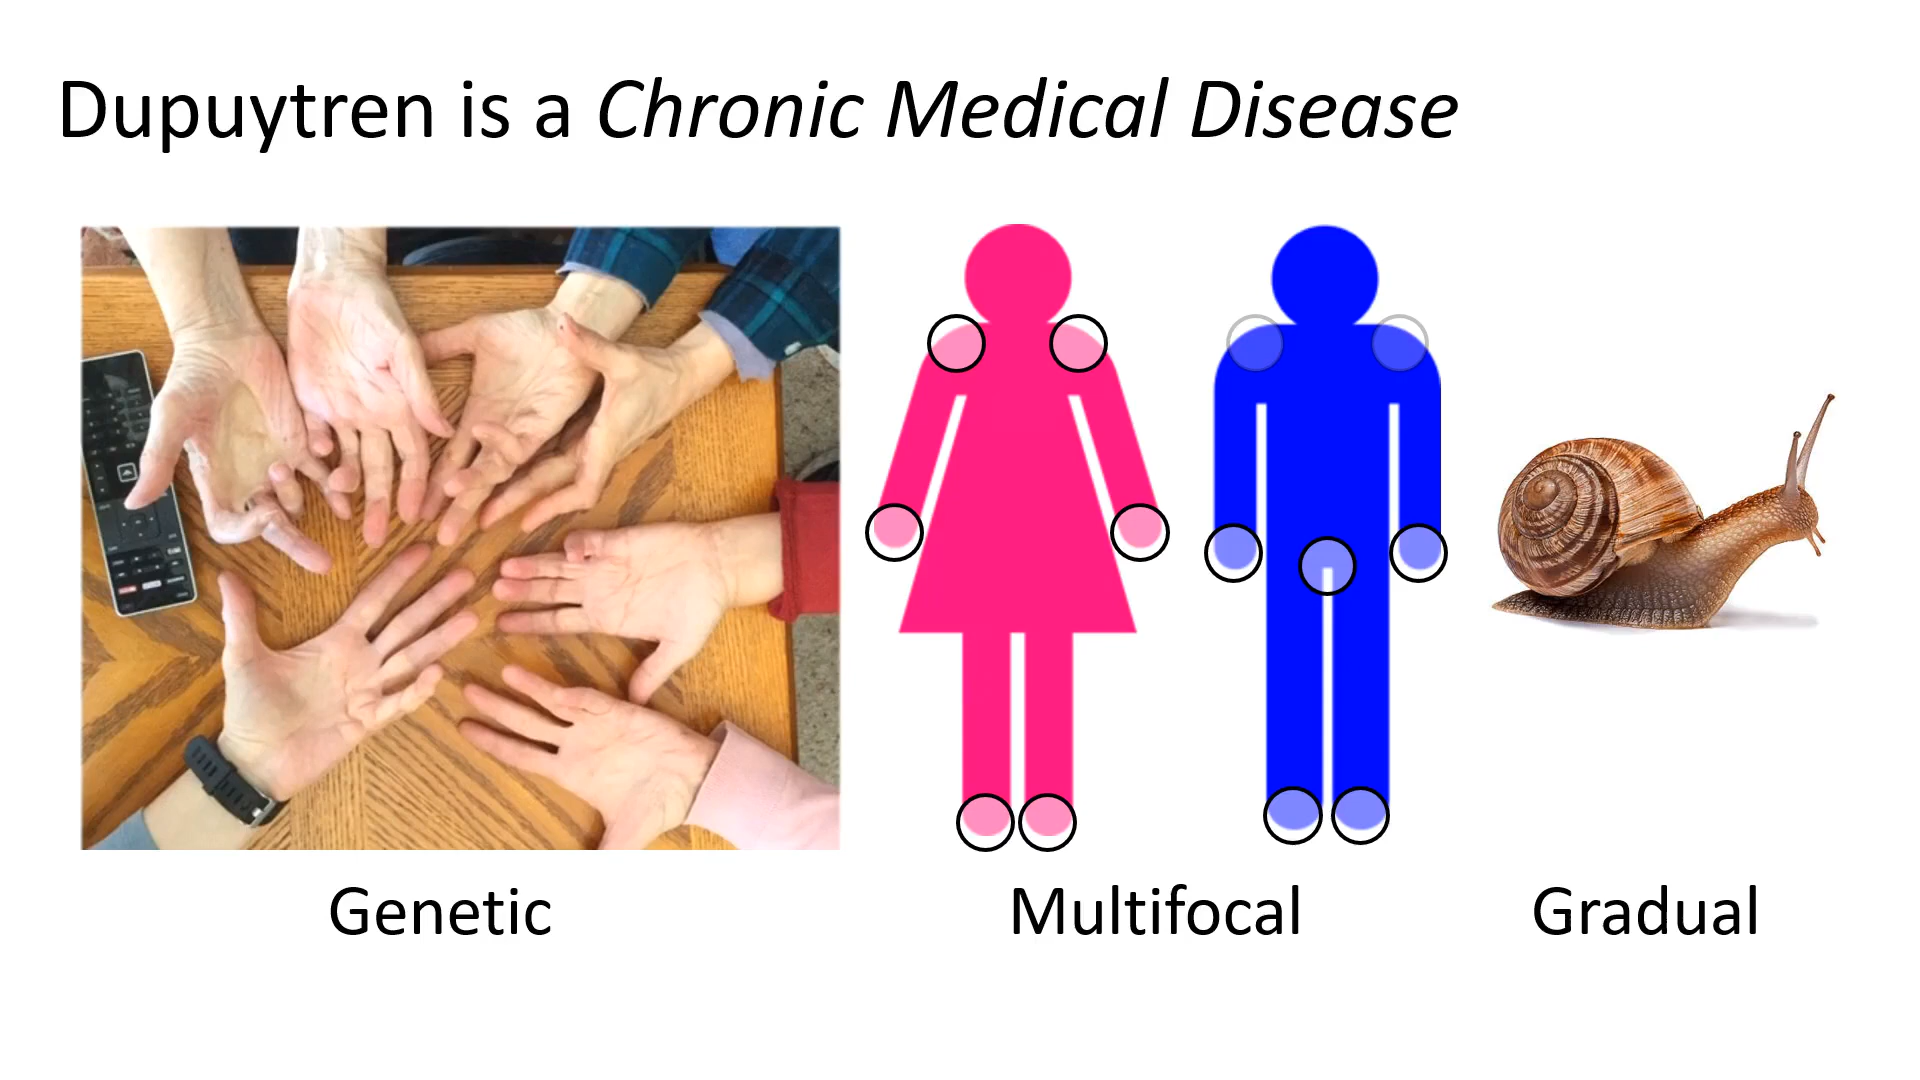 Dupuytren is a Chronic Medical Disease
Genetic
Multifocal
Gradual